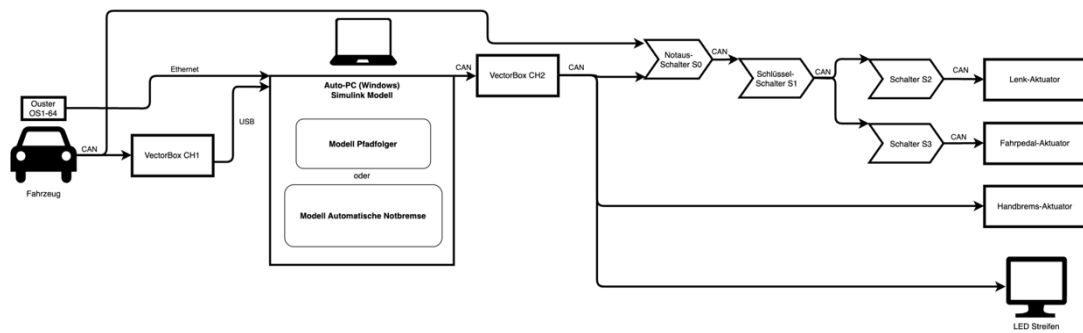 Ethernet
Ouster
OS1-64
CAN
Fahrzeug
VectorBox CH1
USB
Auto-PC (Windows)
Simulink Modell
Modell Pfadfolger
oder
Modell Automatische Notbremse
CAN
VectorBox CH2
CAN
Notaus-
Schalter S0
CAN
Schlüssel-
Schalter S1
CAN
Schalter S2
CAN
Lenk-Aktuator
Schalter S3
CAN
Fahrpedal-Aktuator
Handbrems-Aktuator
LED Streifen